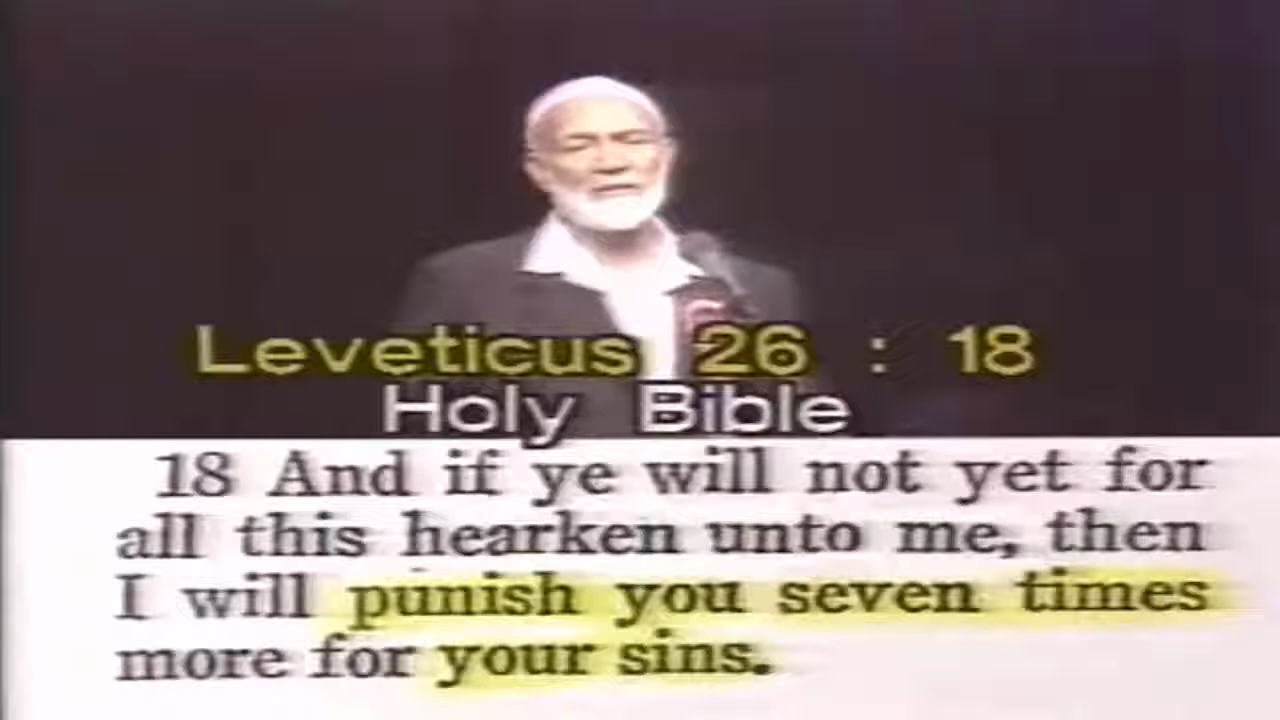 Leveticus 26 : 18
Holy Bible
18 And if ye will not yet for
all this hearken unto me, then
I will punish you seven times
more for your sins.